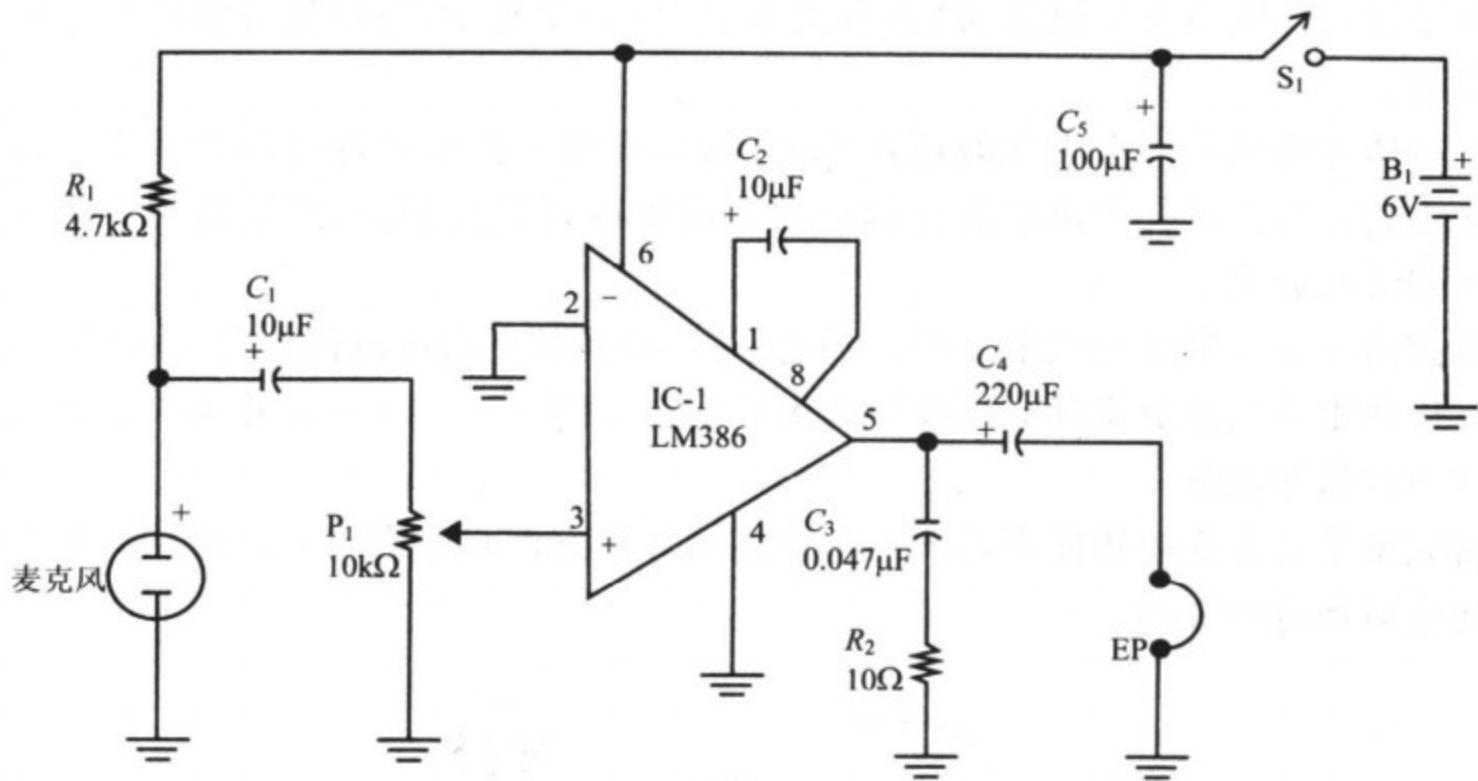 S₁
C₅
100μF
+
B₁
6V
+
C₂
10μF
+
R₁
4.7kΩ
6
C₁
10μF
+
2
−
1
8
C₄
220μF
+
IC-1
LM386
5
3
+
4
P₁
10kΩ
C₃
0.047μF
+
麦克风
R₂
10Ω
EP